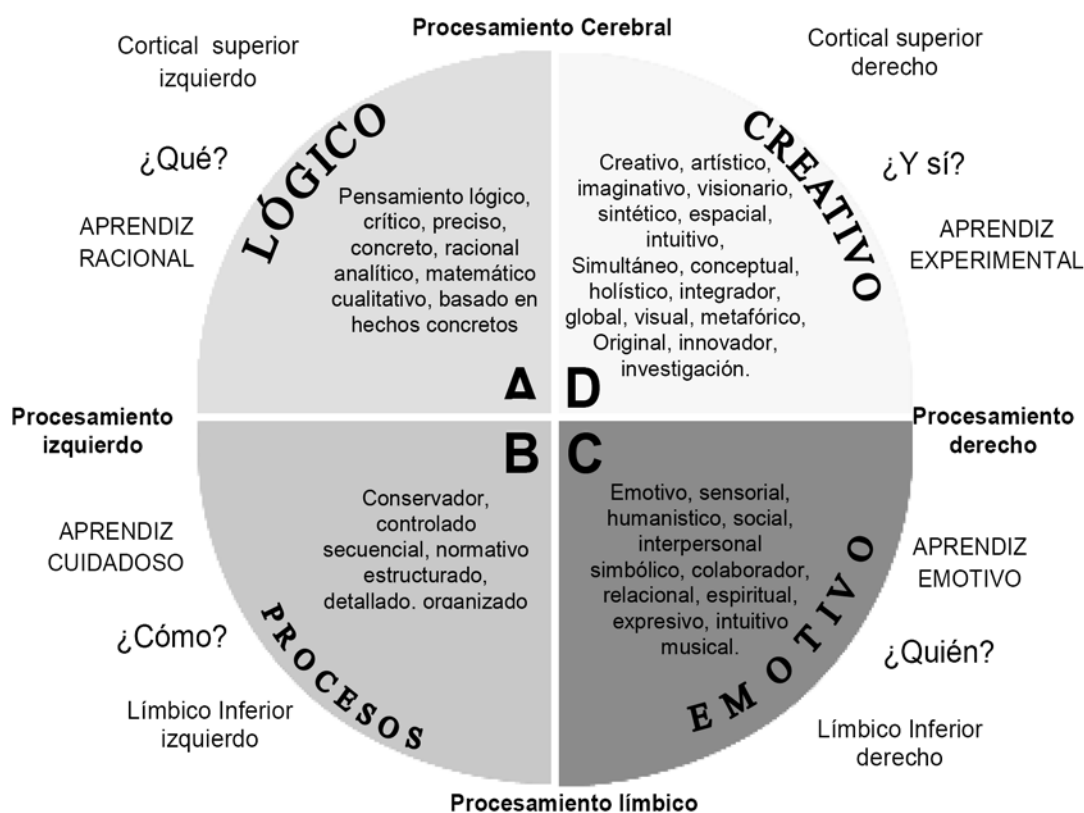 Procesamiento Cerebral
Cortical superior
izquierdo
¿Qué?
APRENDIZ
RACIONAL
LÓGICO
Pensamiento lógico,
crítico, preciso,
concreto, racional
analítico, matemático
cualitativo, basado en
hechos concretos
A
Cortical superior
derecho
¿Y sí?
APRENDIZ
EXPERIMENTAL
CREATIVO
Creativo, artístico,
imaginativo, visionario,
sintético, espacial,
intuitivo,
Simultáneo, conceptual,
holístico, integrador,
global, visual, metafórico,
Original, innovador,
investigación.
D
Procesamiento
izquierdo
Procesamiento
derecho
B
Conservador,
controlado
secuencial, normativo
estructurado,
detallado, organizado
APRENDIZ
CUIDADOSO
¿Cómo?
PROCESOS
Límbico Inferior
izquierdo
C
Emotivo, sensorial,
humanistico, social,
interpersonal
simbólico, colaborador,
relacional, espiritual,
expresivo, intuitivo
musical.
APRENDIZ
EMOTIVO
¿Quién?
EMOTIVO
Límbico Inferior
derecho
Procesamiento límbico